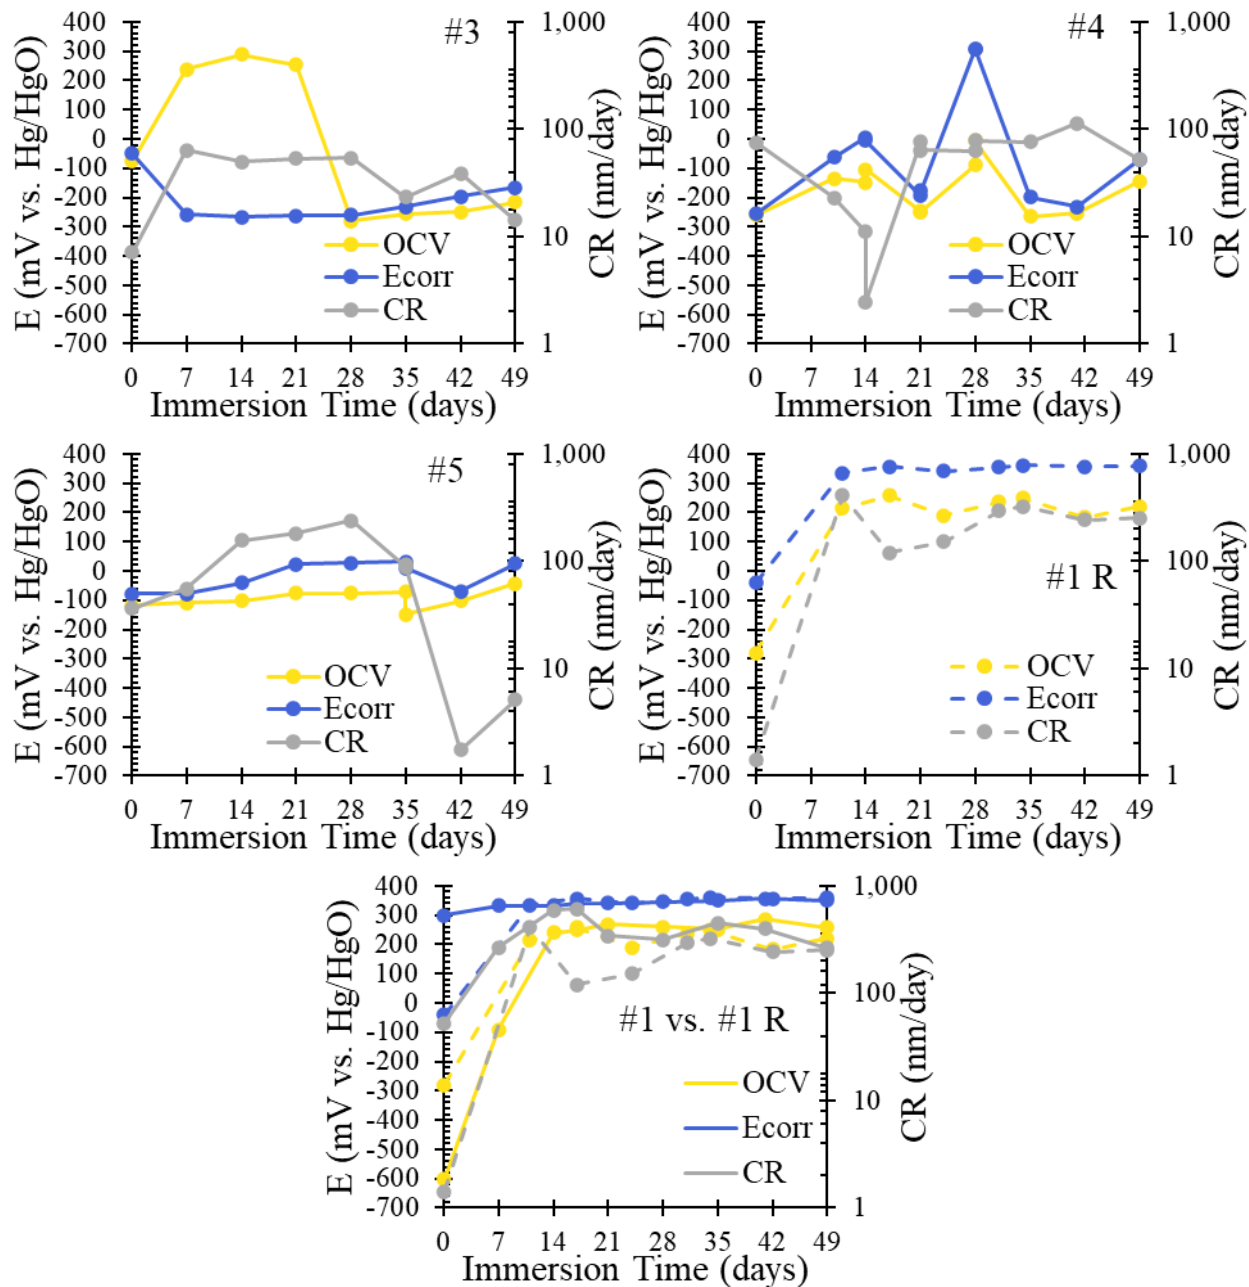 #3
E (mV vs. Hg/HgO)
400
300
200
100
0
-100
-200
-300
-400
-500
-600
-700
1,000
100
10
1
CR (nm/day)
OCV
Ecorr
CR
0 7 14 21 28 35 42 49
Immersion Time (days)
#4
E (mV vs. Hg/HgO)
400
300
200
100
0
-100
-200
-300
-400
-500
-600
-700
1,000
100
10
1
CR (nm/day)
OCV
Ecorr
CR
0 7 14 21 28 35 42 49
Immersion Time (days)
#5
E (mV vs. Hg/HgO)
400
300
200
100
0
-100
-200
-300
-400
-500
-600
-700
1,000
100
10
1
CR (nm/day)
OCV
Ecorr
CR
0 7 14 21 28 35 42 49
Immersion Time (days)
#1 R
E (mV vs. Hg/HgO)
400
300
200
100
0
-100
-200
-300
-400
-500
-600
-700
1,000
100
10
1
CR (nm/day)
OCV
Ecorr
CR
0 7 14 21 28 35 42 49
Immersion Time (days)
#1 vs. #1 R
E (mV vs. Hg/HgO)
400
300
200
100
0
-100
-200
-300
-400
-500
-600
-700
1,000
100
10
1
CR (nm/day)
OCV
Ecorr
CR
0 7 14 21 28 35 42 49
Immersion Time (days)